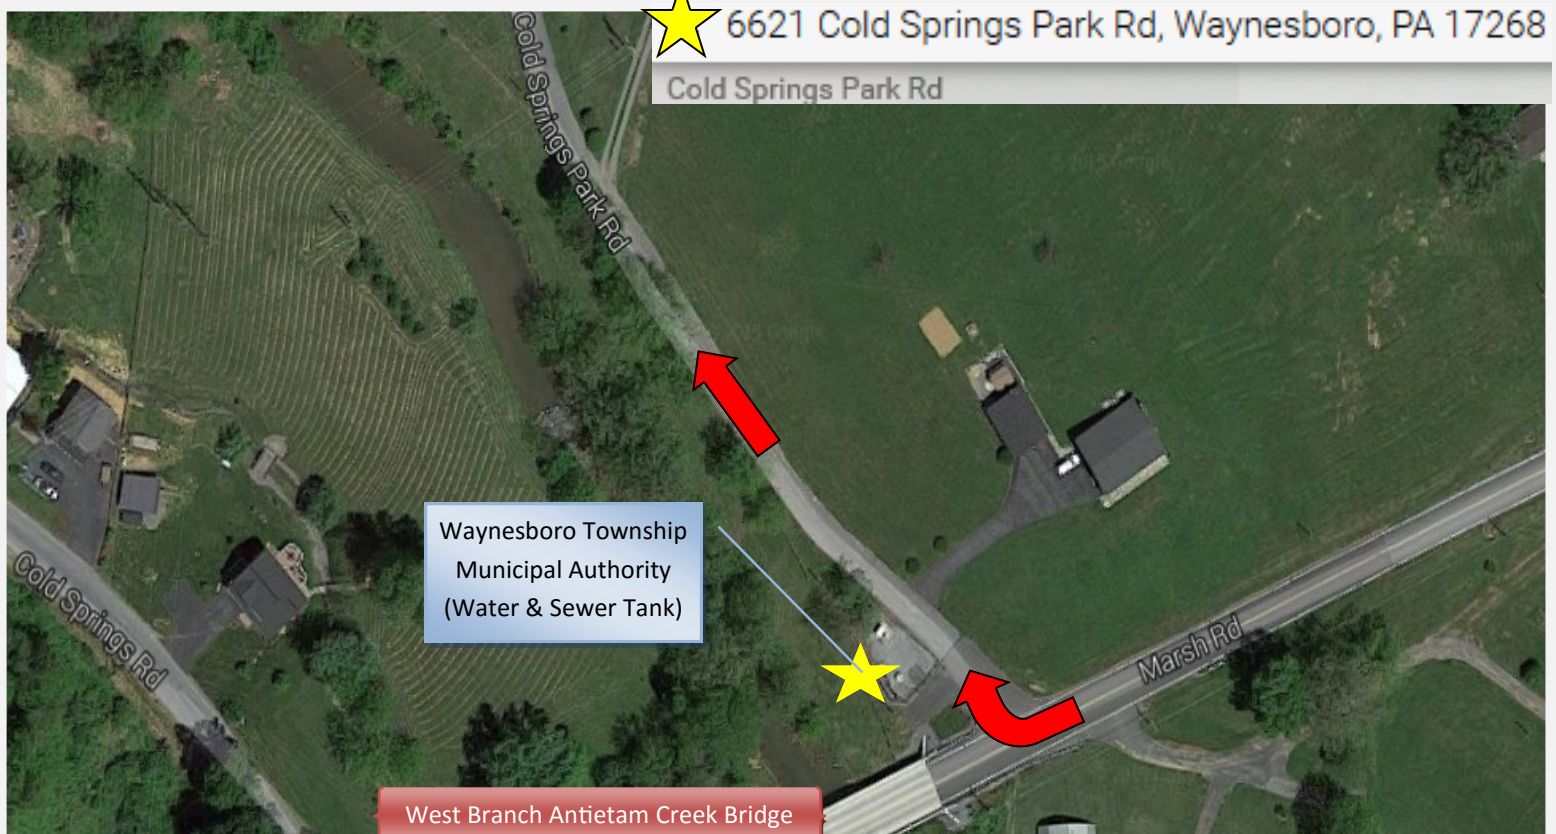 6621 Cold Springs Park Rd, Waynesboro, PA 17268
Cold Springs Park Rd
Cold Springs Park Rd
Waynesboro Township
Municipal Authority
(Water & Sewer Tank)
Cold Springs Rd
Marsh Rd
West Branch Antietam Creek Bridge